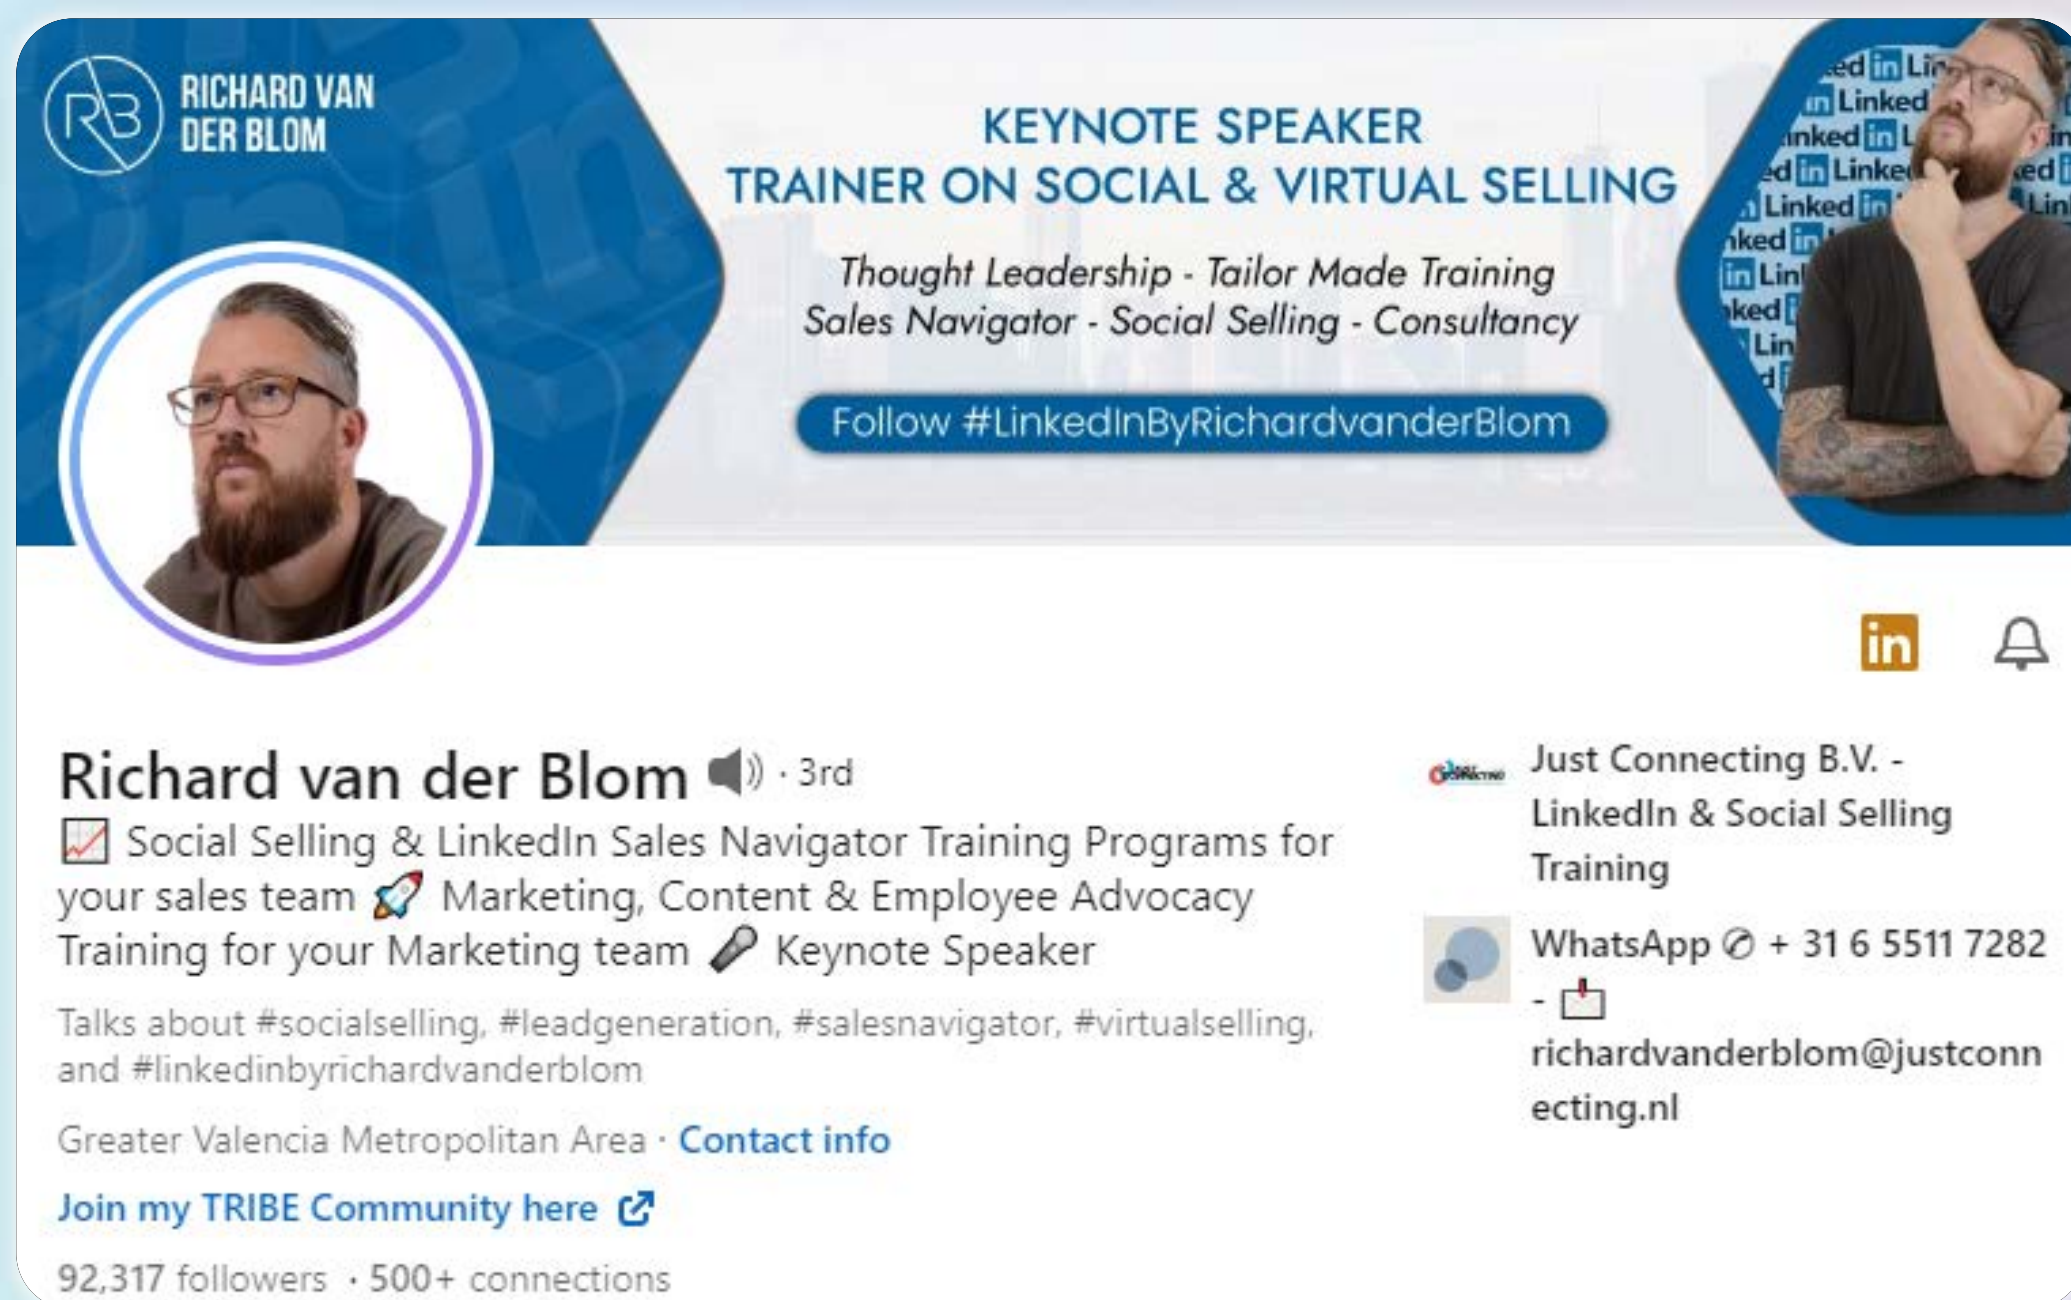 RICHARD VAN
DER BLOM
KEYNOTE SPEAKER
TRAINER ON SOCIAL & VIRTUAL SELLING
Thought Leadership - Tailor Made Training
Sales Navigator - Social Selling - Consultancy
Follow #LinkedInByRichardvanderBlom
in
Richard van der Blom · 3rd
📈 Social Selling & LinkedIn Sales Navigator Training Programs for
your sales team 🚀 Marketing, Content & Employee Advocacy
Training for your Marketing team 🎤 Keynote Speaker
Talks about #socialselling, #leadgeneration, #salesnavigator, #virtualselling,
and #linkedinbyrichardvanderblom
Greater Valencia Metropolitan Area · Contact info
Join my TRIBE Community here
92,317 followers · 500+ connections
Just Connecting B.V. -
LinkedIn & Social Selling
Training
WhatsApp ✆ + 31 6 5511 7282
- 📩
richardvanderblom@justconn
ecting.nl